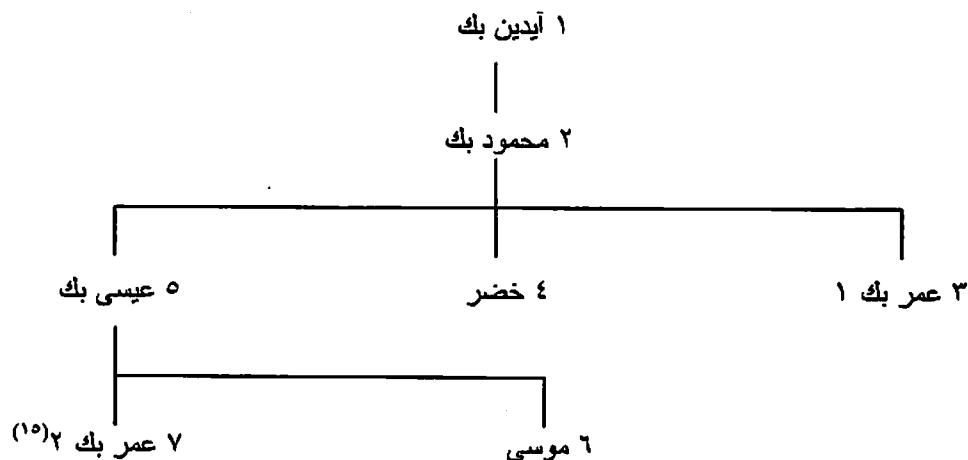 ١ آيدين بك
٢ محمود بك
٣ عمر بك ١
٤ خضر
٥ عيسى بك
٦ موسى
٧ عمر بك ٢(١٥)